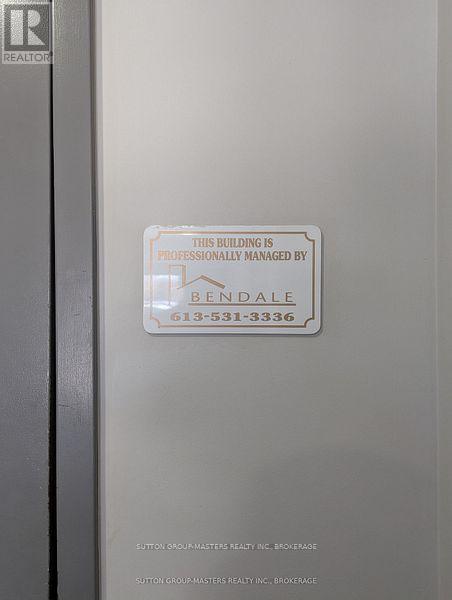 R
REALTOR®
THIS BUILDING IS
PROFESSIONALLY MANAGED BY
BENDALE
613-531-3336
SUTTON GROUP-MASTERS REALTY INC., BROKERAGE
SUTTON GROUP-MASTERS REALTY INC., BROKERAGE